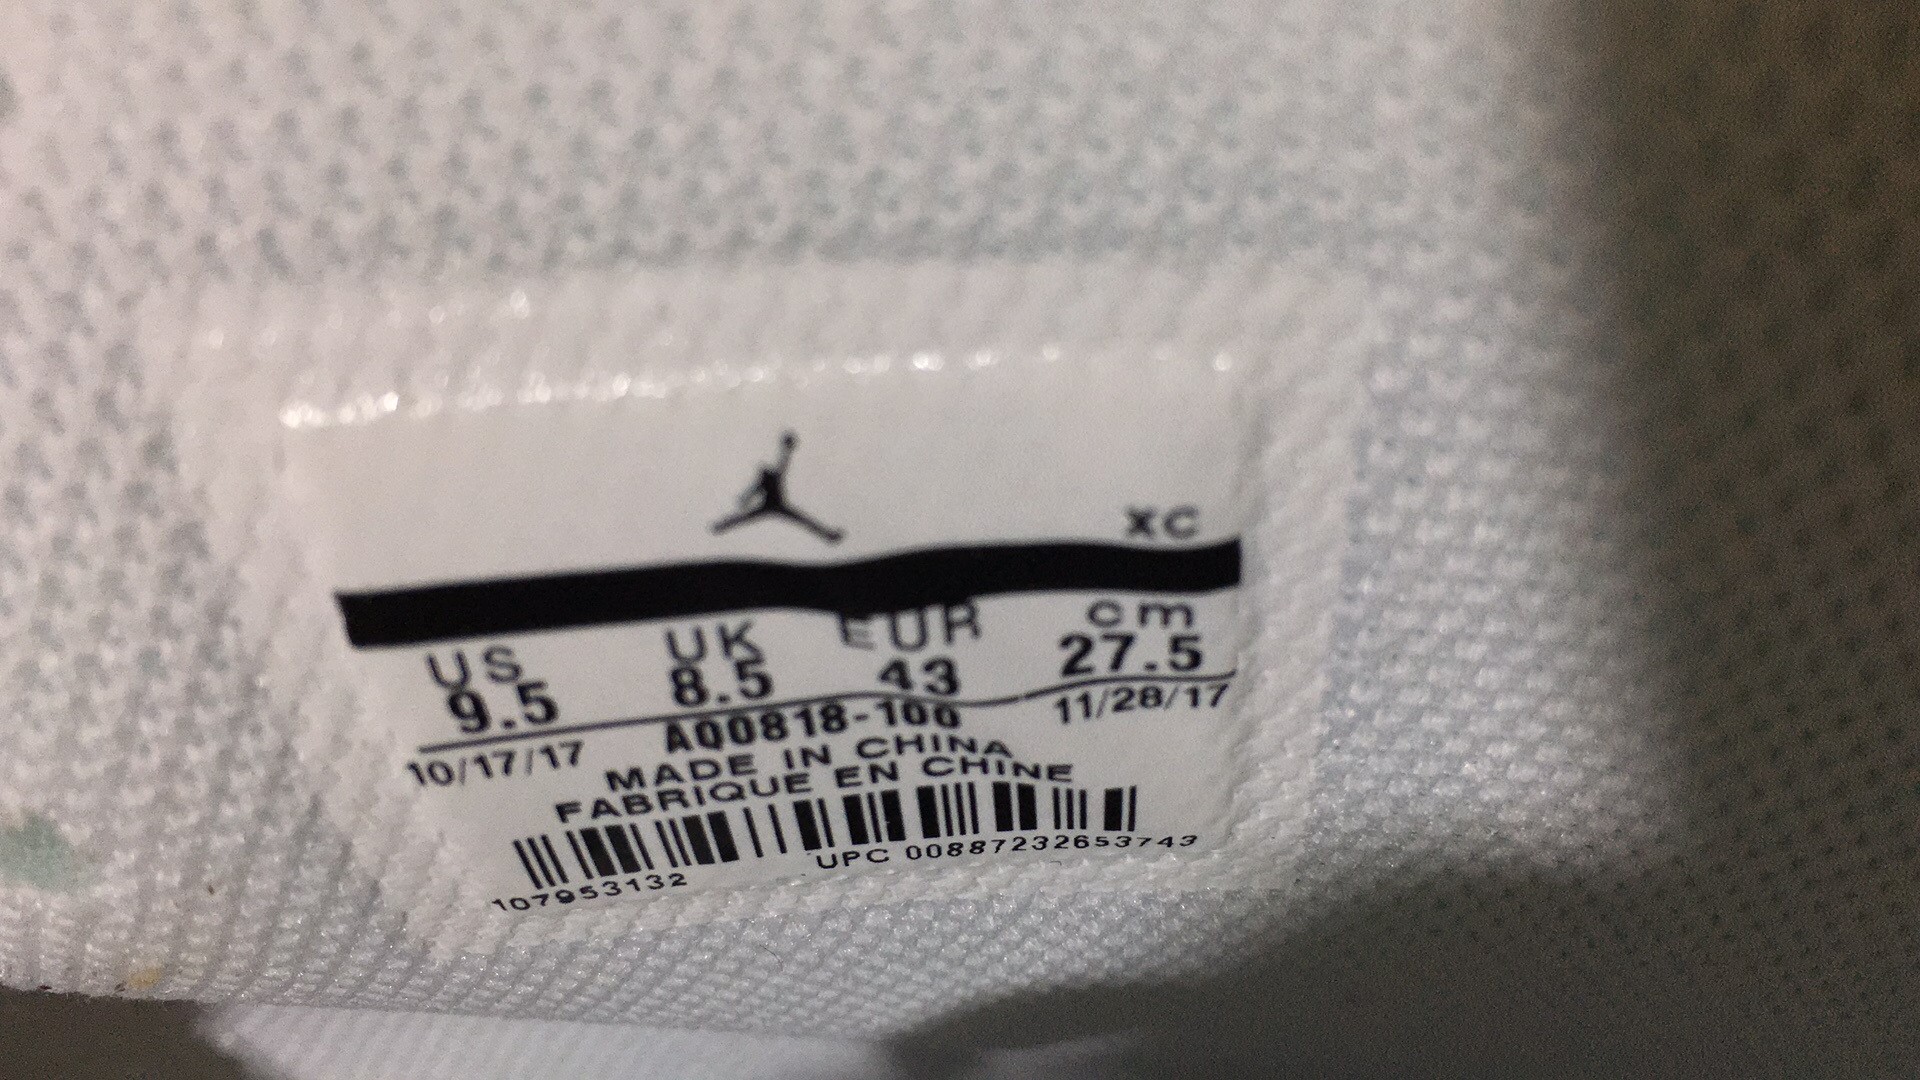 XC
US UK EUR cm
9.5 8.5 43 27.5
10/17/17 AQ0818-100 11/28/17
MADE IN CHINA
FABRIQUE EN CHINE
107953132 UPC 00887232653743